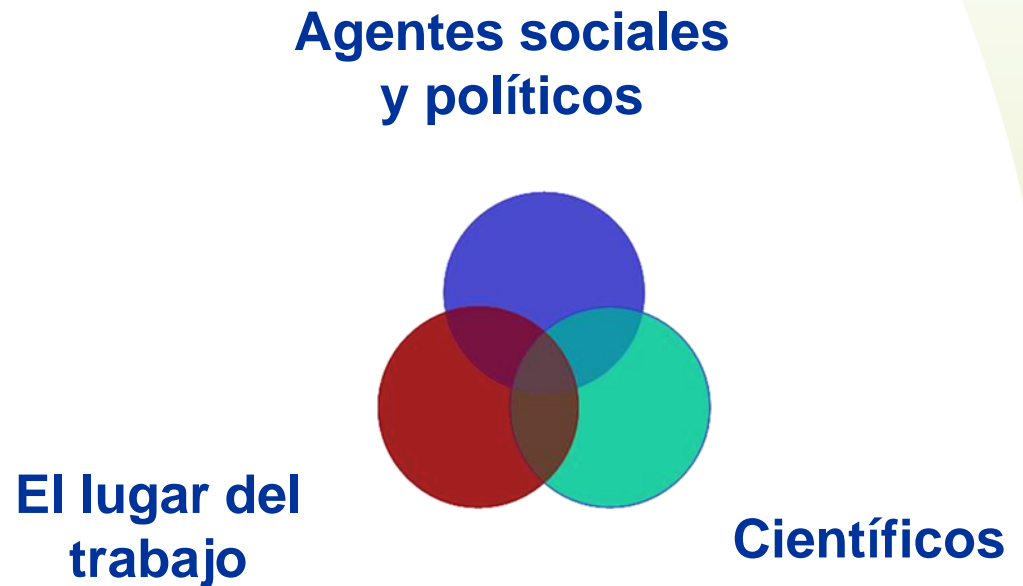 Agentes sociales
y políticos
El lugar del
trabajo
Científicos